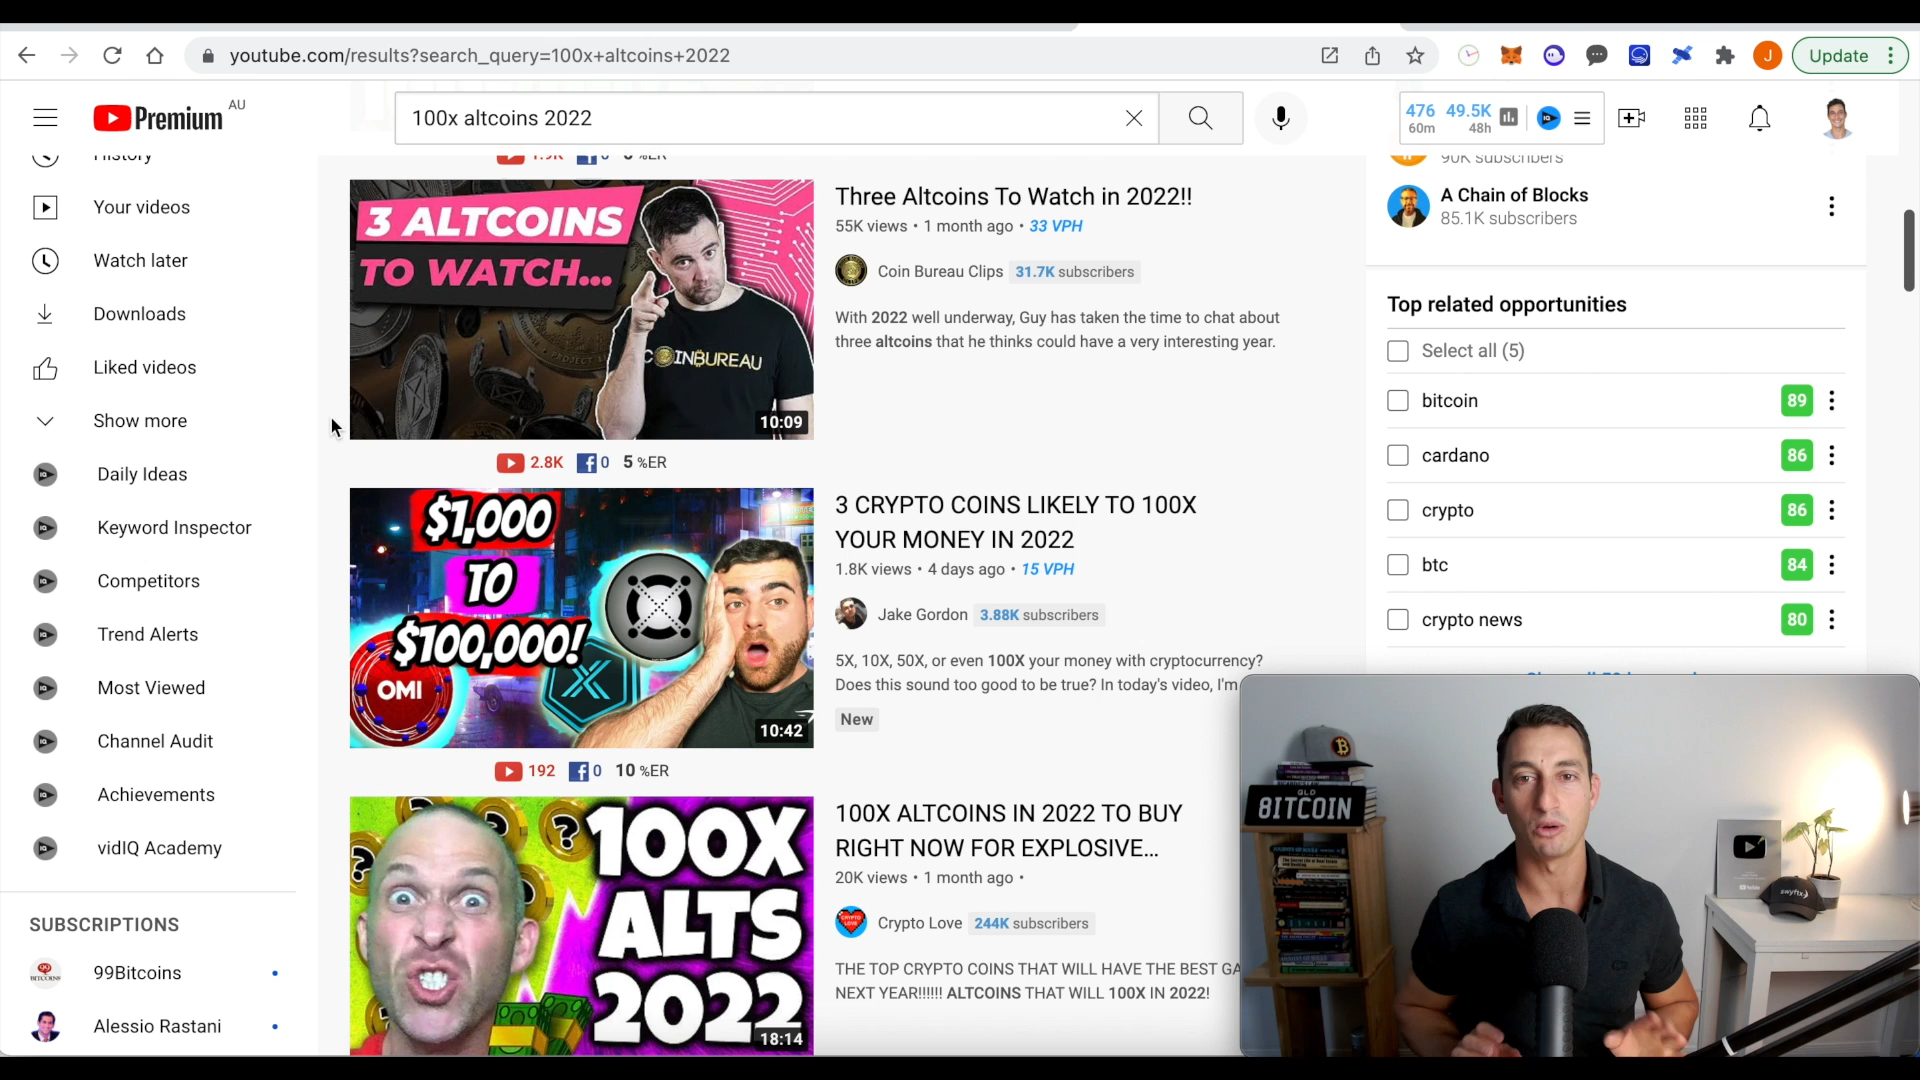 youtube.com/results?search_query=100x+altcoins+2022
J
Update
Premium
AU
100x altcoins 2022
476
60m
49.5K
48h
History
Your videos
Watch later
Downloads
Liked videos
Show more
Daily Ideas
Keyword Inspector
Competitors
Trend Alerts
Most Viewed
Channel Audit
Achievements
vidIQ Academy
SUBSCRIPTIONS
99Bitcoins
Alessio Rastani
3 ALTCOINS
TO WATCH...
COINBUREAU
10:09
Three Altcoins To Watch in 2022!!
55K views • 1 month ago • 33 VPH
Coin Bureau Clips 31.7K subscribers
With 2022 well underway, Guy has taken the time to chat about
three altcoins that he thinks could have a very interesting year.
2.8K 0 5 %ER
$1,000
TO
$100,000!
OMI
10:42
3 CRYPTO COINS LIKELY TO 100X
YOUR MONEY IN 2022
1.8K views • 4 days ago • 15 VPH
Jake Gordon 3.88K subscribers
5X, 10X, 50X, or even 100X your money with cryptocurrency?
Does this sound too good to be true? In today's video, I'm
New
192 0 10 %ER
100X
ALTS
2022
18:14
100X ALTCOINS IN 2022 TO BUY
RIGHT NOW FOR EXPLOSIVE...
20K views • 1 month ago •
Crypto Love 244K subscribers
THE TOP CRYPTO COINS THAT WILL HAVE THE BEST GA
NEXT YEAR!!!!!! ALTCOINS THAT WILL 100X IN 2022!
90K subscribers
A Chain of Blocks
85.1K subscribers
Top related opportunities
Select all (5)
bitcoin 89
cardano 86
crypto 86
btc 84
crypto news 80
QLD
8ITCOIN
swyftx